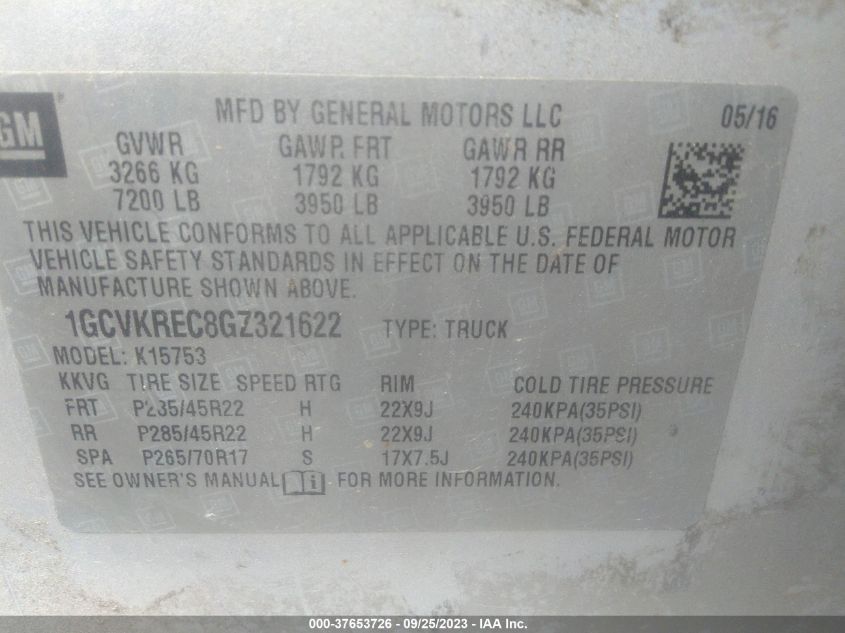 GM
MFD BY GENERAL MOTORS LLC 05/16
GVWR GAWR FRT GAWR RR
3266 KG 1792 KG 1792 KG
7200 LB 3950 LB 3950 LB
THIS VEHICLE CONFORMS TO ALL APPLICABLE U.S. FEDERAL MOTOR
VEHICLE SAFETY STANDARDS IN EFFECT ON THE DATE OF
MANUFACTURE SHOWN ABOVE.
1GCVKREC8GZ321622 TYPE: TRUCK
MODEL: K15753
KKVG TIRE SIZE SPEED RTG RIM COLD TIRE PRESSURE
FRT P285/45R22 H 22X9J 240KPA(35PSI)
RR P285/45R22 H 22X9J 240KPA(35PSI)
SPA P265/70R17 S 17X7.5J 240KPA(35PSI)
SEE OWNER'S MANUAL i FOR MORE INFORMATION.
000-37653726 - 09/25/2023 - IAA Inc.